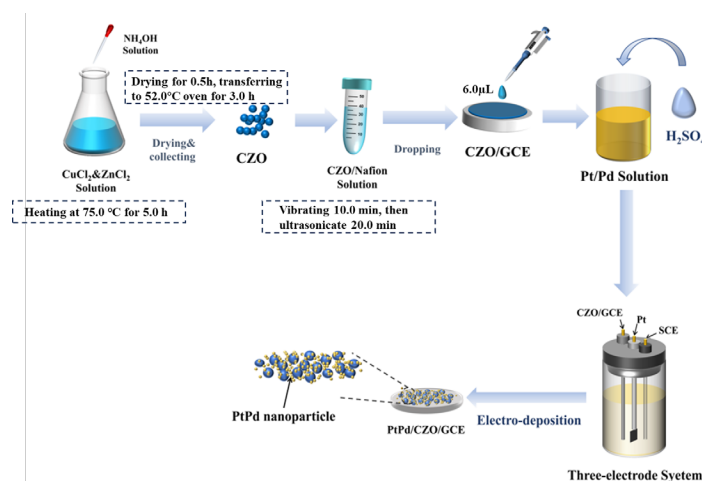 NH₄OH
Solution
Drying for 0.5h, transferring
to 52.0°C oven for 3.0 h
6.0μL
Drying&
collecting
CZO
CuCl₂&ZnCl₂
Solution
Heating at 75.0 °C for 5.0 h
CZO/Nafion
Solution
Vibrating 10.0 min, then
ultrasonicate 20.0 min
Dropping
CZO/GCE
Pt/Pd Solution
H₂SO₄
CZO/GCE
Pt
SCE
PtPd nanoparticle
PtPd/CZO/GCE
Electro-deposition
Three-electrode Syetem